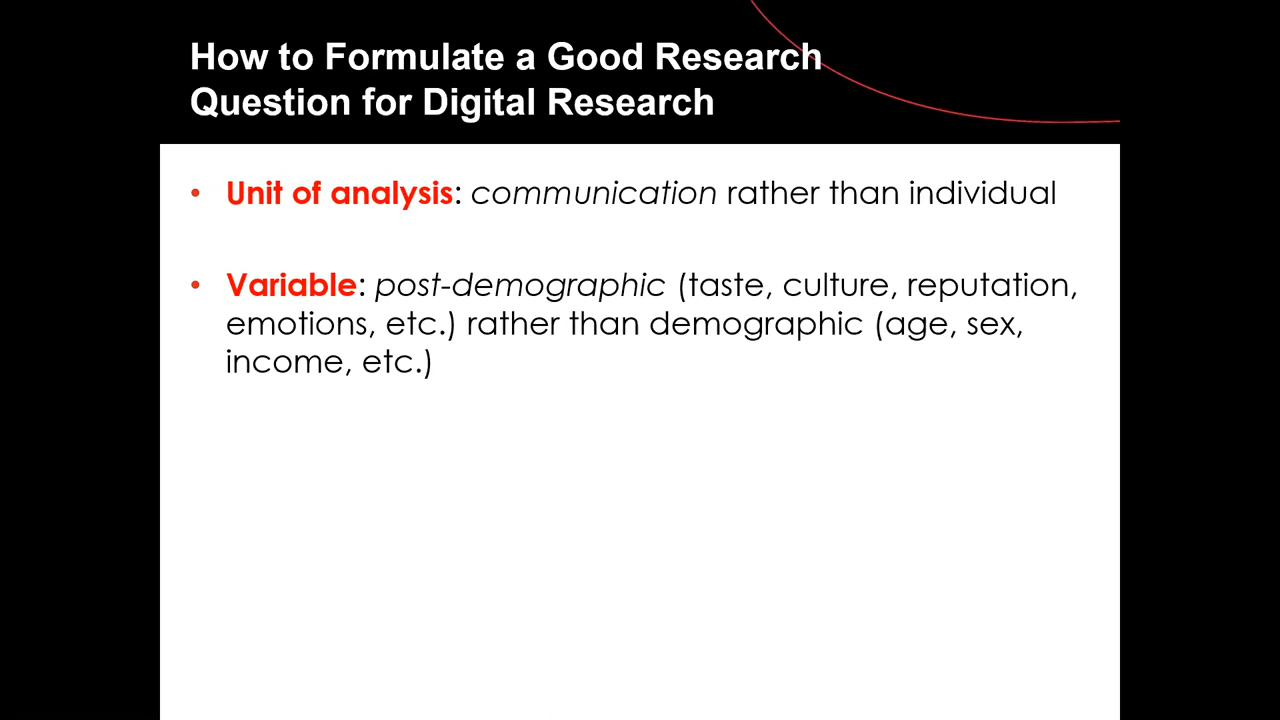 How to Formulate a Good Research
Question for Digital Research
• Unit of analysis: communication rather than individual
• Variable: post-demographic (taste, culture, reputation,
emotions, etc.) rather than demographic (age, sex,
income, etc.)